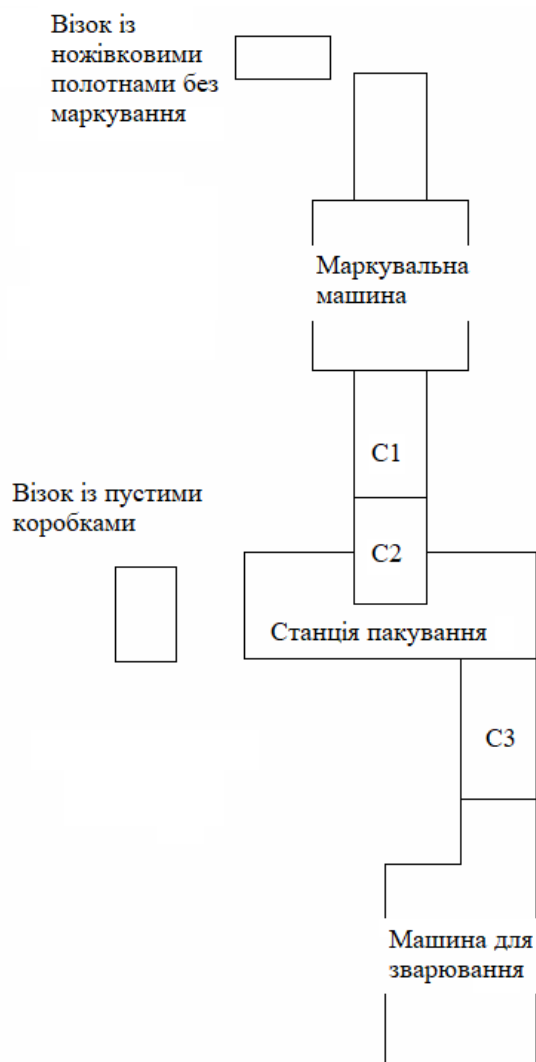 Візок із
ножівковими
полотнами без
маркування
Маркувальна
машина
С1
Візок із пустими
коробками
С2
Станція пакування
С3
Машина для
зварювання